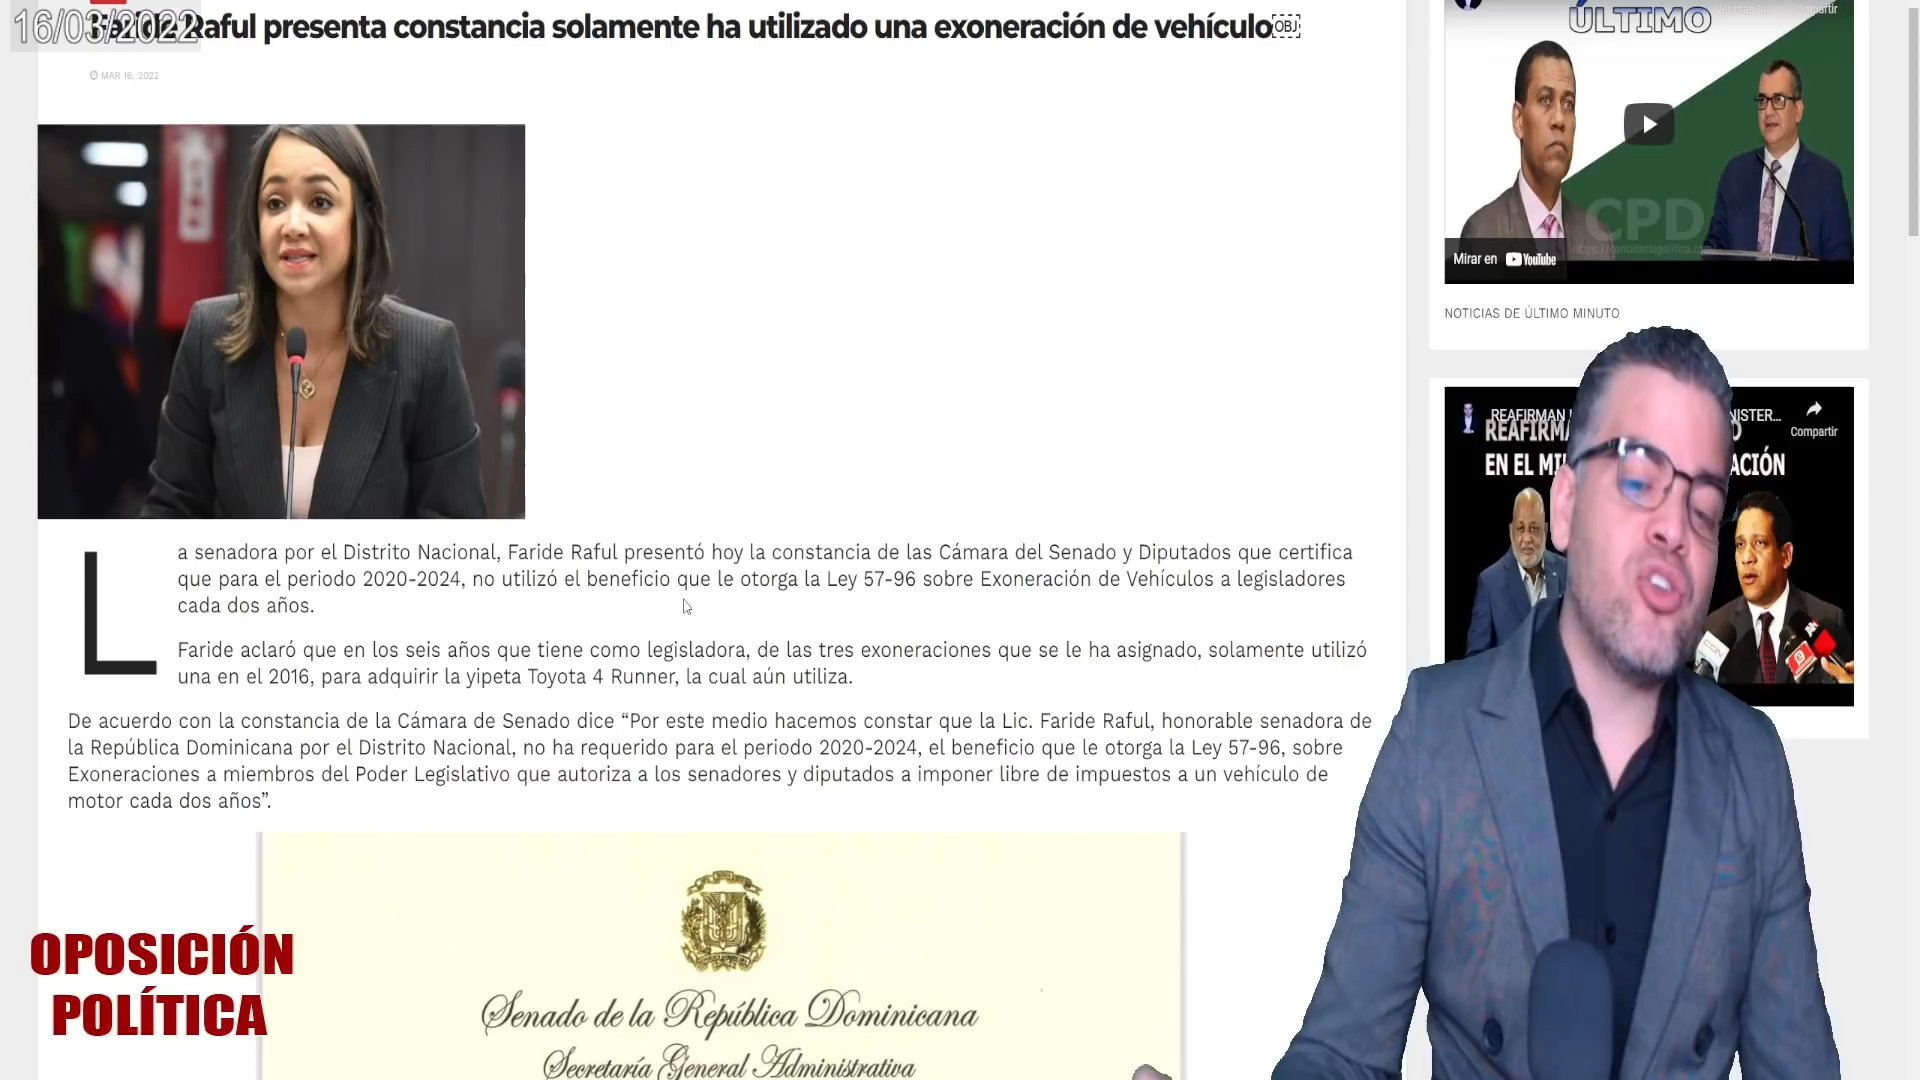 16/03/2022
Raful presenta constancia solamente ha utilizado una exoneración de vehículo OBJ
MAR 16, 2022
a senadora por el Distrito Nacional, Faride Raful presentó hoy la constancia de las Cámara del Senado y Diputados que certifica
L
que para el periodo 2020-2024, no utilizó el beneficio que le otorga la Ley 57-96 sobre Exoneración de Vehículos a legisladores
cada dos años.
Faride aclaró que en los seis años que tiene como legisladora, de las tres exoneraciones que se le ha asignado, solamente utilizó
una en el 2016, para adquirir la yipeta Toyota 4 Runner, la cual aún utiliza.
De acuerdo con la constancia de la Cámara de Senado dice “Por este medio hacemos constar que la Lic. Faride Raful, honorable senadora de
la República Dominicana por el Distrito Nacional, no ha requerido para el periodo 2020-2024, el beneficio que le otorga la Ley 57-96, sobre
Exoneraciones a miembros del Poder Legislativo que autoriza a los senadores y diputados a imponer libre de impuestos a un vehículo de
motor cada dos años”.
Senado de la República Dominicana
Secretaría General Administrativa
OPOSICIÓN
POLÍTICA
Compartir
ÚLTIMO
CPD
Mirar en YouTube
NOTICIAS DE ÚLTIMO MINUTO
REAFIRMAN
NISTER...
Compartir
REAFIRMA
EN EL MI
ACIÓN